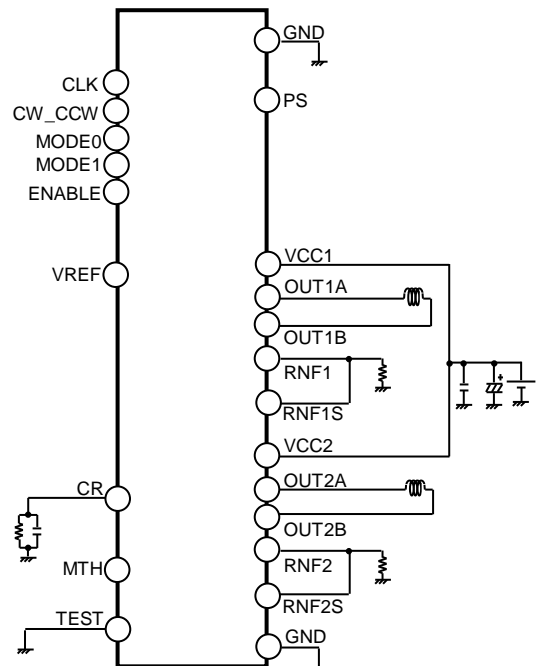 GND
CLK
PS
CW_CCW
MODE0
MODE1
ENABLE
VCC1
VREF
OUT1A
OUT1B
RNF1
RNF1S
VCC2
CR
OUT2A
OUT2B
RNF2
MTH
RNF2S
TEST
GND
+